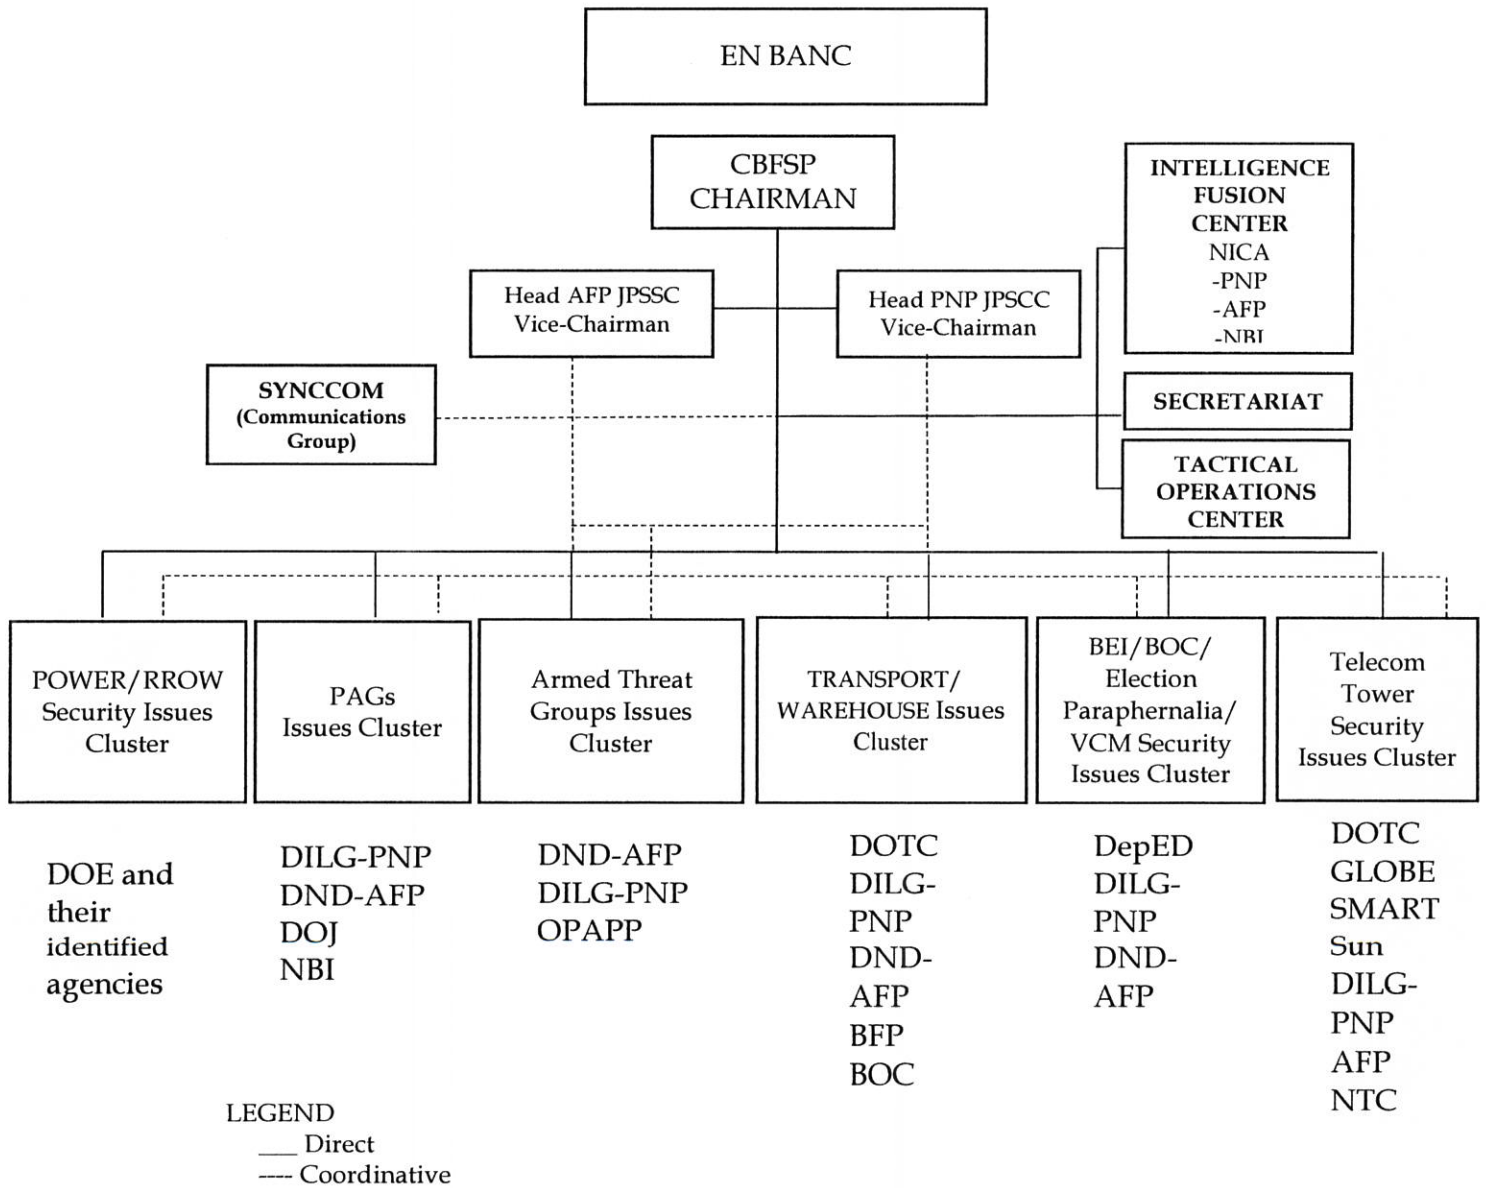 EN BANC
CBFSP
CHAIRMAN
INTELLIGENCE
FUSION
CENTER
NICA
-PNP
-AFP
-NBI
Head AFP JPSSC
Vice-Chairman
Head PNP JPSCC
Vice-Chairman
SYNCCOM
(Communications
Group)
SECRETARIAT
TACTICAL
OPERATIONS
CENTER
POWER/RROW
Security Issues
Cluster
PAGs
Issues Cluster
Armed Threat
Groups Issues
Cluster
TRANSPORT/
WAREHOUSE Issues
Cluster
BEI/BOC/
Election
Paraphernalia/
VCM Security
Issues Cluster
Telecom
Tower
Security
Issues Cluster
DOE and
their
identified
agencies
DILG-PNP
DND-AFP
DOJ
NBI
DND-AFP
DILG-PNP
OPAPP
DOTC
DILG-
PNP
DND-
AFP
BFP
BOC
DepED
DILG-
PNP
DND-
AFP
DOTC
GLOBE
SMART
Sun
DILG-
PNP
AFP
NTC
LEGEND
___ Direct
---- Coordinative